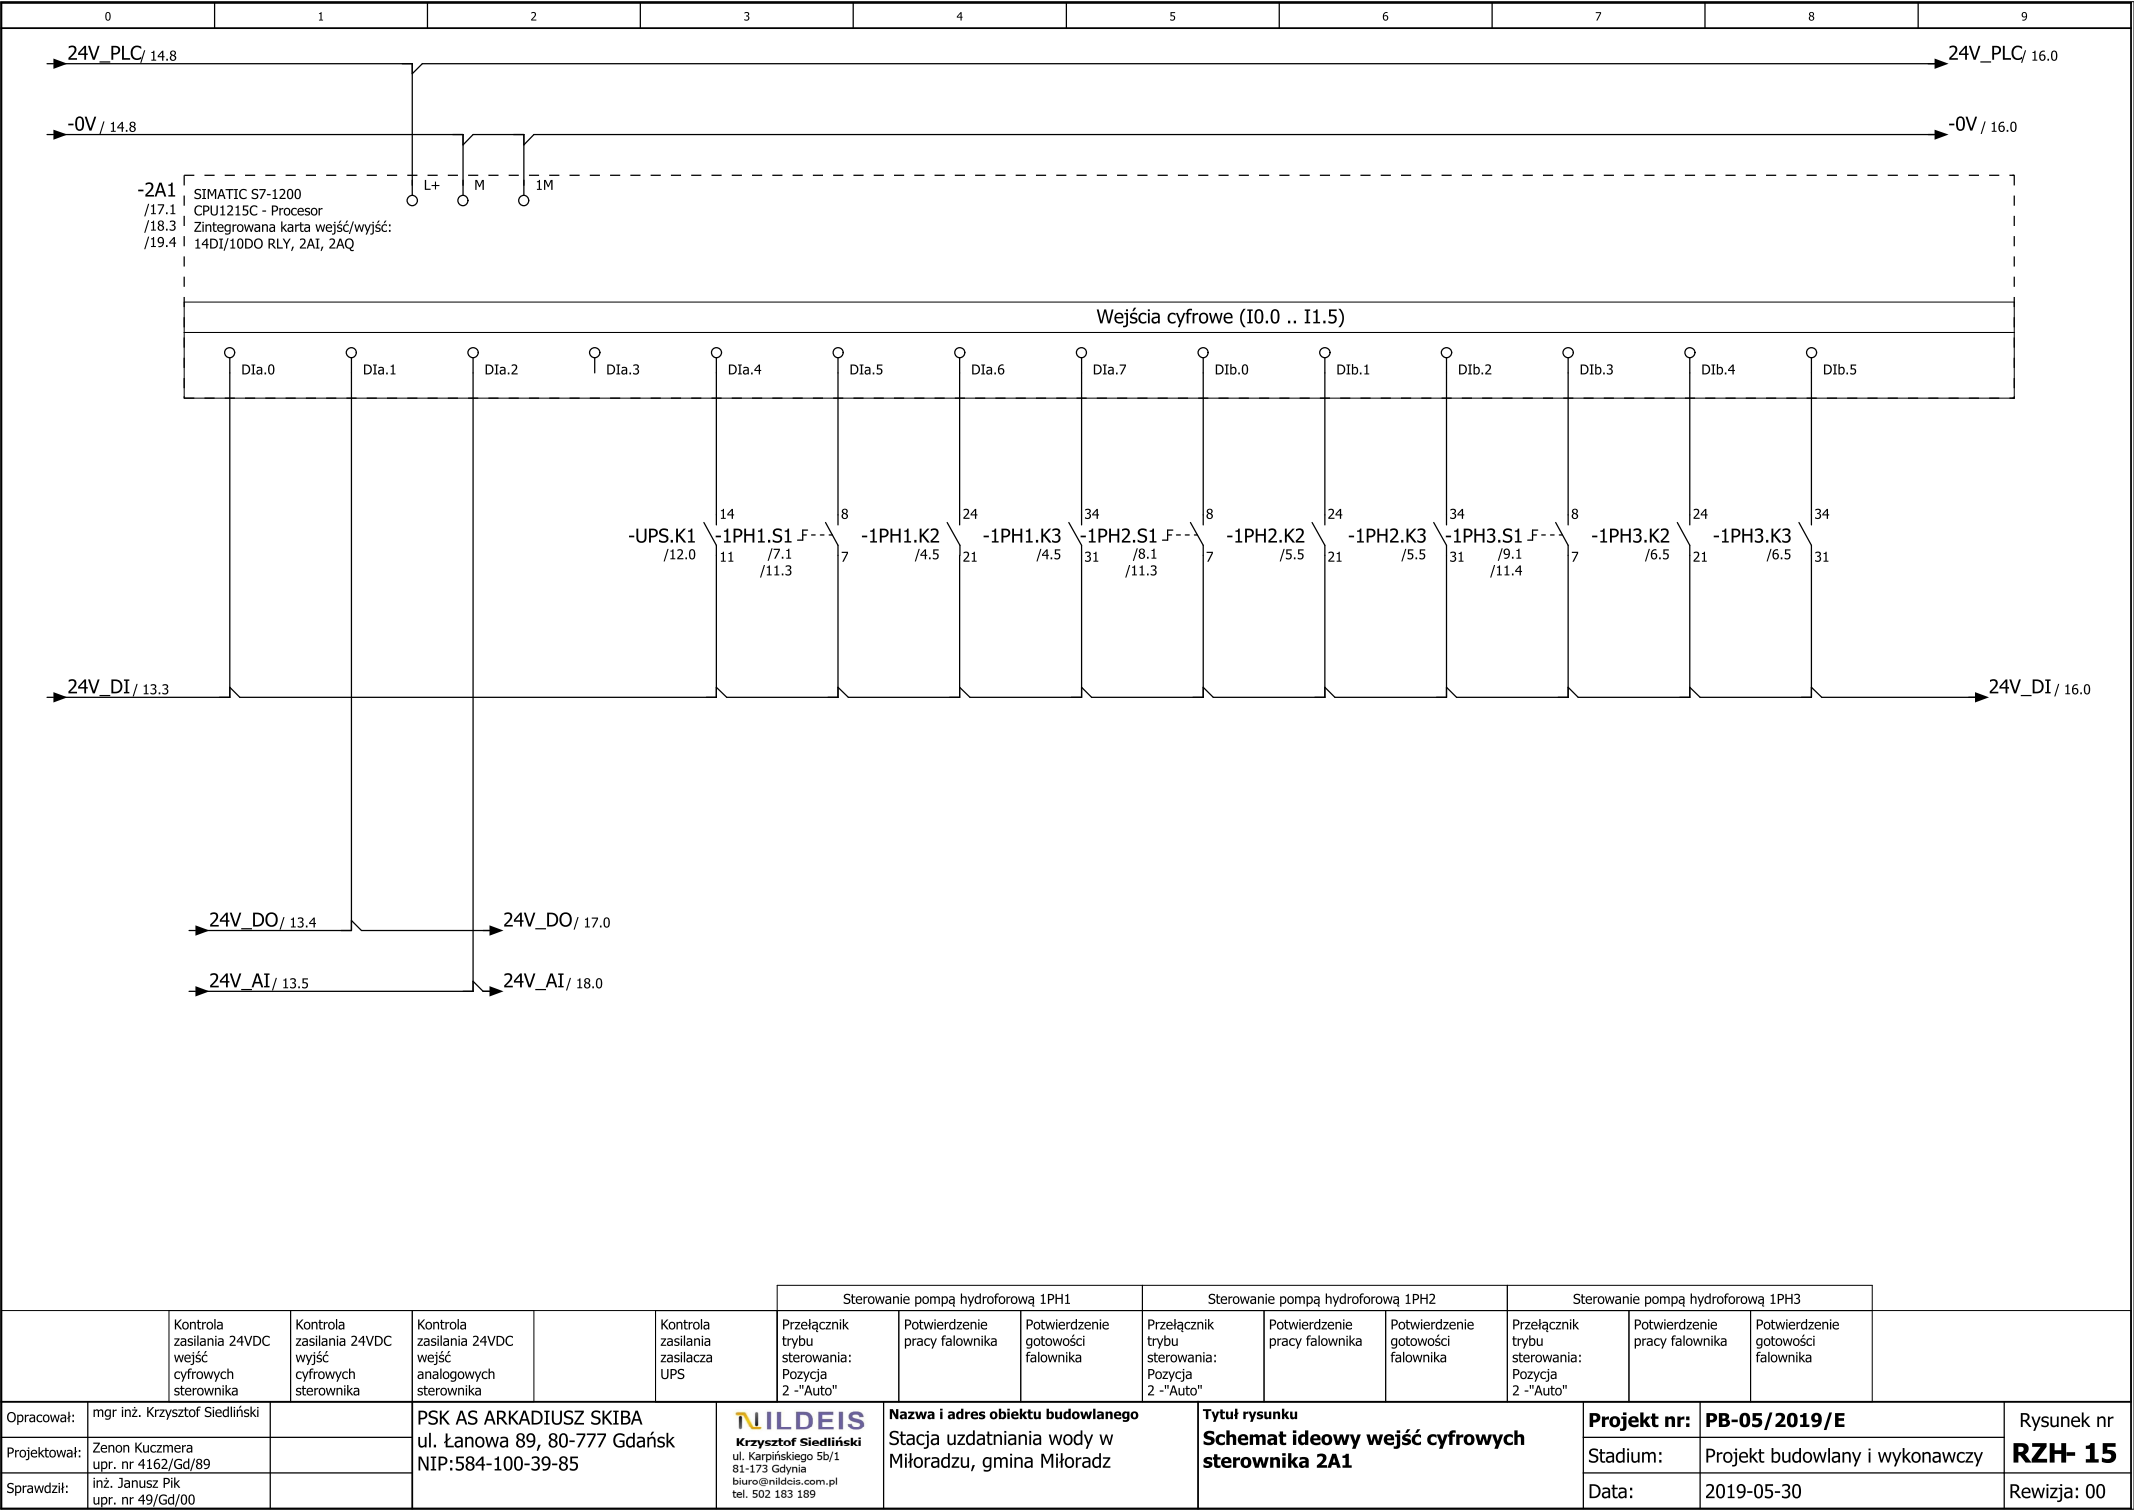 0 1 2 3 4 5 6 7 8 9
24V_PLC / 14.8
24V_PLC / 16.0
-0V / 14.8
-0V / 16.0
-2A1
/17.1
/18.3
/19.4
SIMATIC S7-1200
CPU1215C - Procesor
Zintegrowana karta wejść/wyjść:
14DI/10DO RLY, 2AI, 2AQ
L+ M 1M
Wejścia cyfrowe (I0.0 .. I1.5)
DIa.0 DIa.1 DIa.2 DIa.3 DIa.4 DIa.5 DIa.6 DIa.7 DIb.0 DIb.1 DIb.2 DIb.3 DIb.4 DIb.5
14 8 24 34 8 24 34 8 24 34
-UPS.K1 -1PH1.S1 -1PH1.K2 -1PH1.K3 -1PH2.S1 -1PH2.K2 -1PH2.K3 -1PH3.S1 -1PH3.K2 -1PH3.K3
/12.0 11 /7.1 7 /4.5 21 /4.5 31 /8.1 7 /5.5 21 /5.5 31 /9.1 7 /6.5 21 /6.5 31
/11.3 /11.3 /11.4
24V_DI / 13.3
24V_DI / 16.0
24V_DO / 13.4
24V_DO / 17.0
24V_AI / 13.5
24V_AI / 18.0
Sterowanie pompą hydroforową 1PH1
Sterowanie pompą hydroforową 1PH2
Sterowanie pompą hydroforową 1PH3
Kontrola
zasilania 24VDC
wejść
cyfrowych
sterownika
Kontrola
zasilania 24VDC
wyjść
cyfrowych
sterownika
Kontrola
zasilania 24VDC
wejść
analogowych
sterownika
Kontrola
zasilania
zasilacza
UPS
Przełącznik
trybu
sterowania:
Pozycja
2 -"Auto"
Potwierdzenie
pracy falownika
Potwierdzenie
gotowości
falownika
Przełącznik
trybu
sterowania:
Pozycja
2 -"Auto"
Potwierdzenie
pracy falownika
Potwierdzenie
gotowości
falownika
Przełącznik
trybu
sterowania:
Pozycja
2 -"Auto"
Potwierdzenie
pracy falownika
Potwierdzenie
gotowości
falownika
Opracował: mgr inż. Krzysztof Siedliński
Projektował: Zenon Kuczmera
upr. nr 4162/Gd/89
Sprawdził: inż. Janusz Pik
upr. nr 49/Gd/00
PSK AS ARKADIUSZ SKIBA
ul. Łanowa 89, 80-777 Gdańsk
NIP:584-100-39-85
NILDEIS
Krzysztof Siedliński
ul. Karpińskiego 5b/1
81-173 Gdynia
biuro@nildcis.com.pl
tel. 502 183 189
Nazwa i adres obiektu budowlanego
Stacja uzdatniania wody w
Miłoradzu, gmina Miłoradz
Tytuł rysunku
Schemat ideowy wejść cyfrowych
sterownika 2A1
Projekt nr: PB-05/2019/E
Stadium: Projekt budowlany i wykonawczy
Data: 2019-05-30
Rysunek nr
RZH- 15
Rewizja: 00